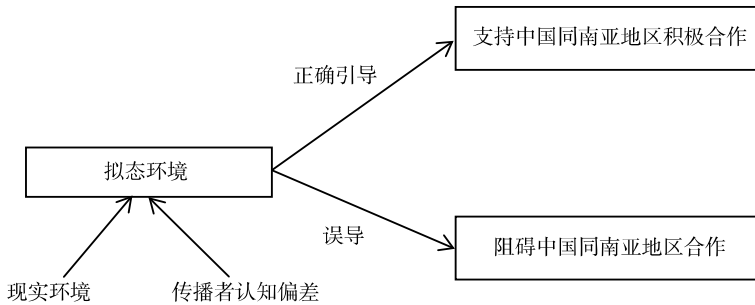 支持中国同南亚地区积极合作
正确引导
拟态环境
误导
阻碍中国同南亚地区合作
现实环境
传播者认知偏差